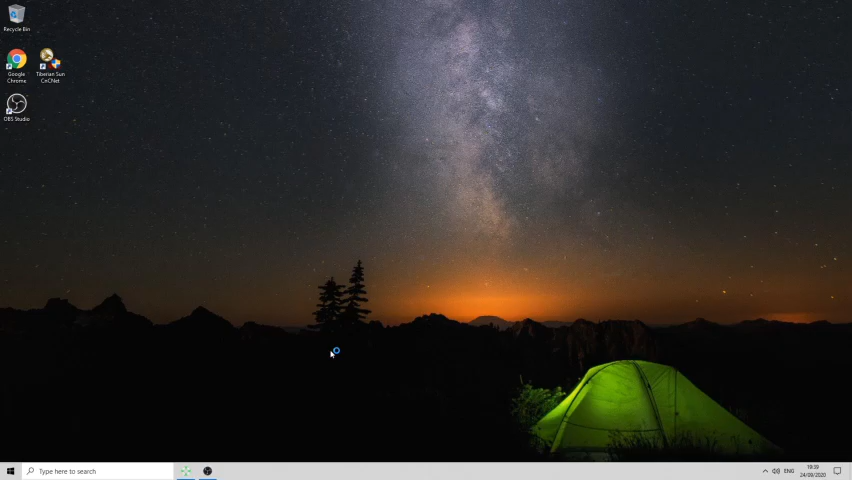 Recycle Bin
Google
Chrome
Tiberian Sun
CnCNet
OBS Studio
Type here to search
ENG
19:39
24/09/2020